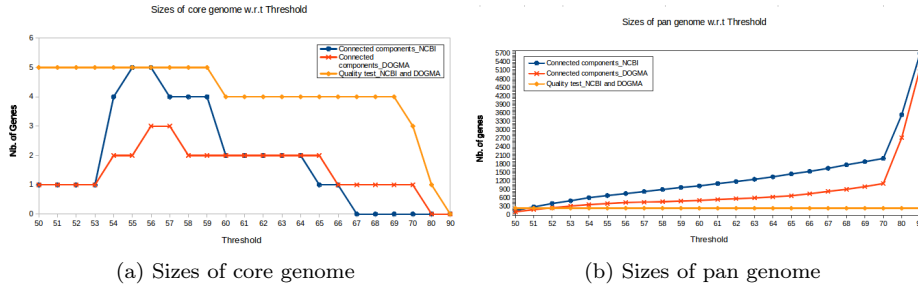 Sizes of core genome w.r.t Threshold
Nb. of Genes
6
5
4
3
2
1
0
Connected components_NCBI
Connected
components_DOGMA
Quality test_NCBI and DOGMA
50 51 52 53 54 55 56 57 58 59 60 61 62 63 64 65 66 67 68 69 70 80 90
Threshold
(a) Sizes of core genome
Sizes of pan genome w.r.t Threshold
Nb. of genes
5700
5400
5100
4800
4500
4200
3900
3600
3300
3000
2700
2400
2100
1800
1500
1200
900
600
300
0
Connected components_NCBI
Connected components_DOGMA
Quality test_NCBI and DOGMA
50 51 52 53 54 55 56 57 58 59 60 61 62 63 64 65 66 67 68 69 70 80 90
Threshold
(b) Sizes of pan genome